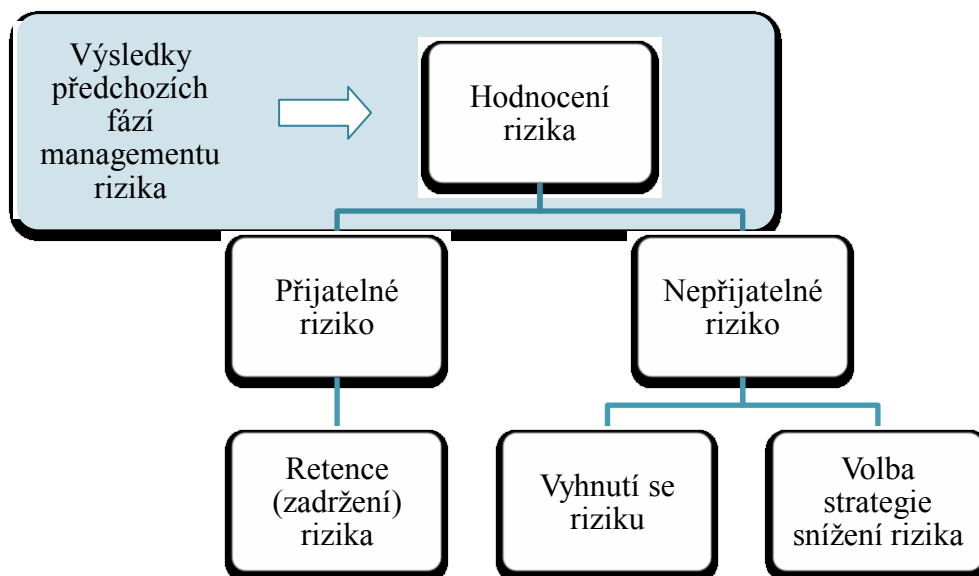 Výsledky
předchozích
fází
managementu
rizika
Hodnocení
rizika
Přijatelné
riziko
Nepřijatelné
riziko
Retence
(zadržení)
rizika
Vyhnutí se
riziku
Volba
strategie
snížení rizika